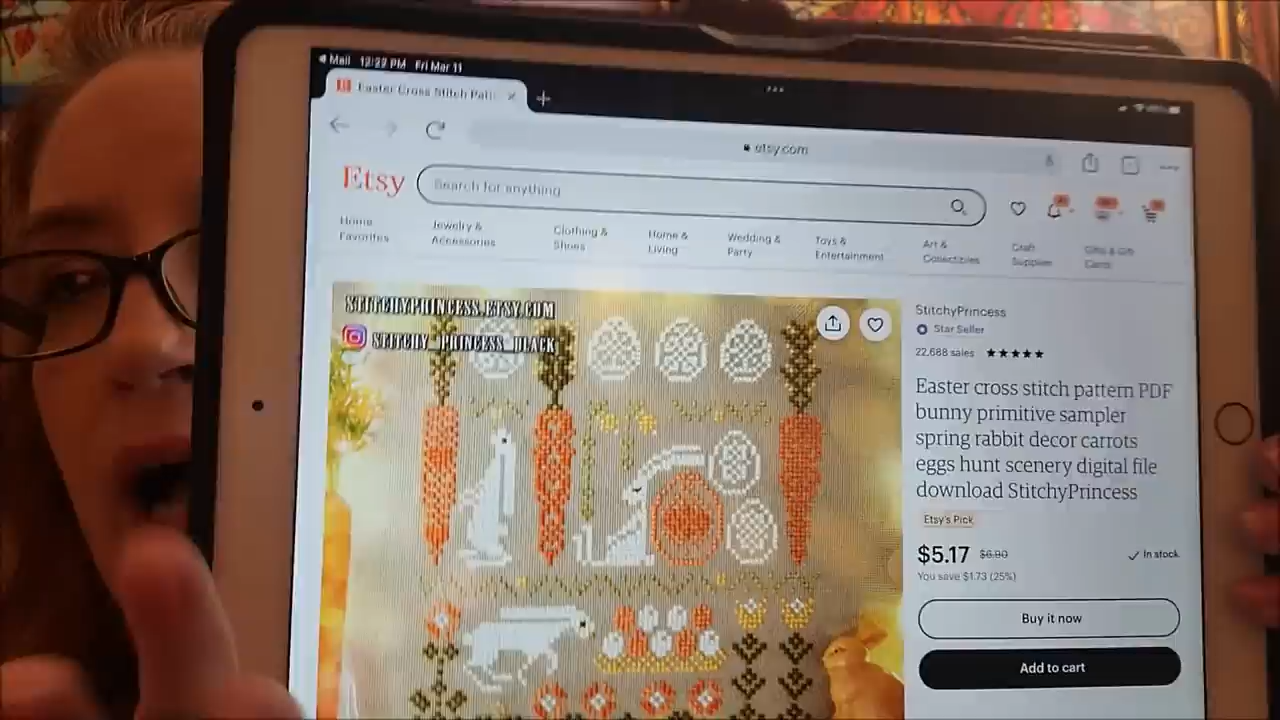 Mail 12:29 PM Fri Mar 11
Easter Cross Stitch Patt
etsy.com
Etsy
Search for anything
Home Favorites
Jewelry & Accessories
Clothing & Shoes
Home & Living
Wedding & Party
Toys & Entertainment
Art & Collectibles
Craft Supplies
Gifts & Gift Cards
STITCHYPRINCESS.ETSY.COM
STITCHY_PRINCESS_BLACK
StitchyPrincess
Star Seller
22,688 sales ★★★★★
Easter cross stitch pattern PDF
bunny primitive sampler
spring rabbit decor carrots
eggs hunt scenery digital file
download StitchyPrincess
Etsy's Pick
$5.17 $6.90 In stock
You save $1.73 (25%)
Buy it now
Add to cart